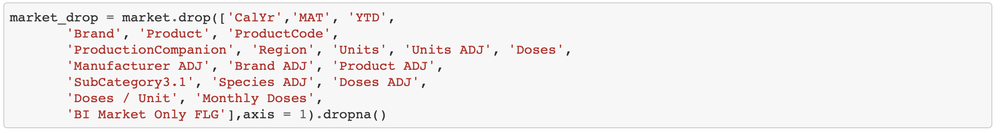 market_drop = market.drop(['CalYr','MAT', 'YTD',
       'Brand', 'Product', 'ProductCode',
       'ProductionCompanion', 'Region', 'Units', 'Units ADJ', 'Doses',
       'Manufacturer ADJ', 'Brand ADJ', 'Product ADJ',
       'SubCategory3.1', 'Species ADJ', 'Doses ADJ',
       'Doses / Unit', 'Monthly Doses',
       'BI Market Only FLG'],axis = 1).dropna()